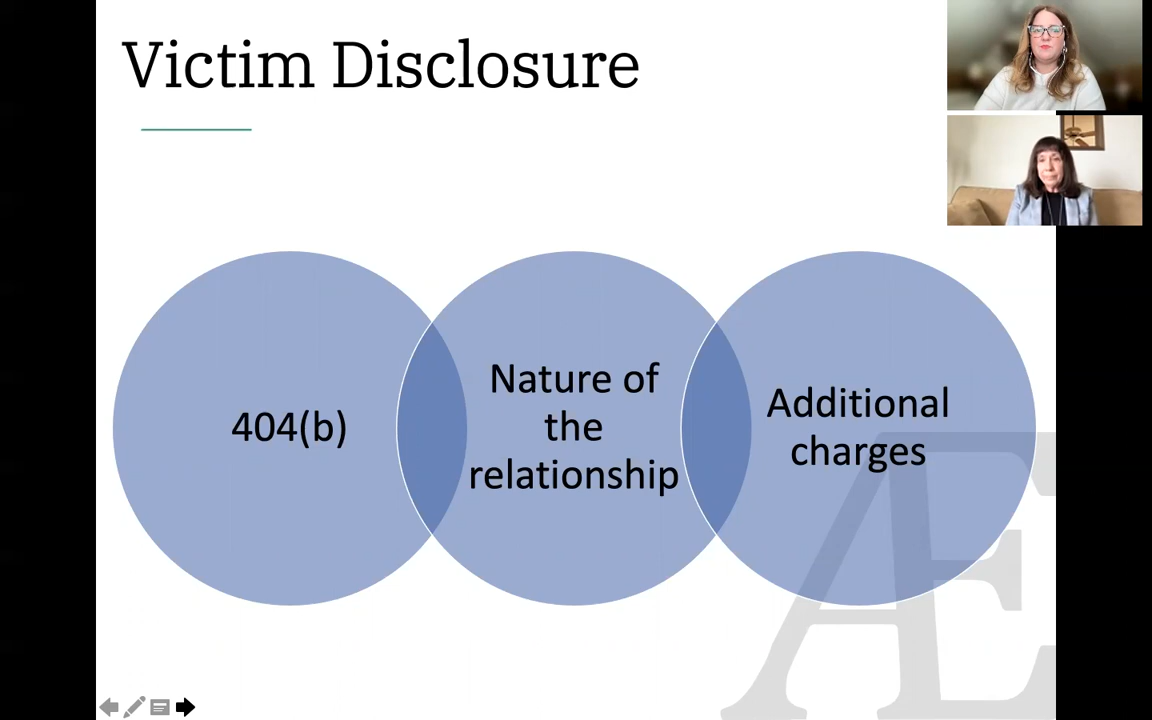 Victim Disclosure
404(b)
Nature of
the
relationship
Additional
charges
Æ